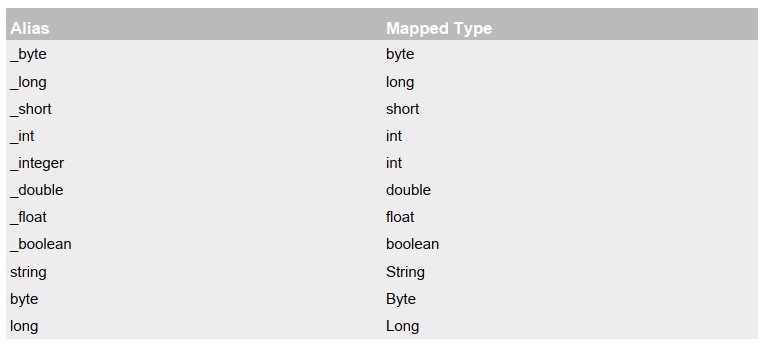 Alias Mapped Type
_byte byte
_long long
_short short
_int int
_integer int
_double double
_float float
_boolean boolean
string String
byte Byte
long Long